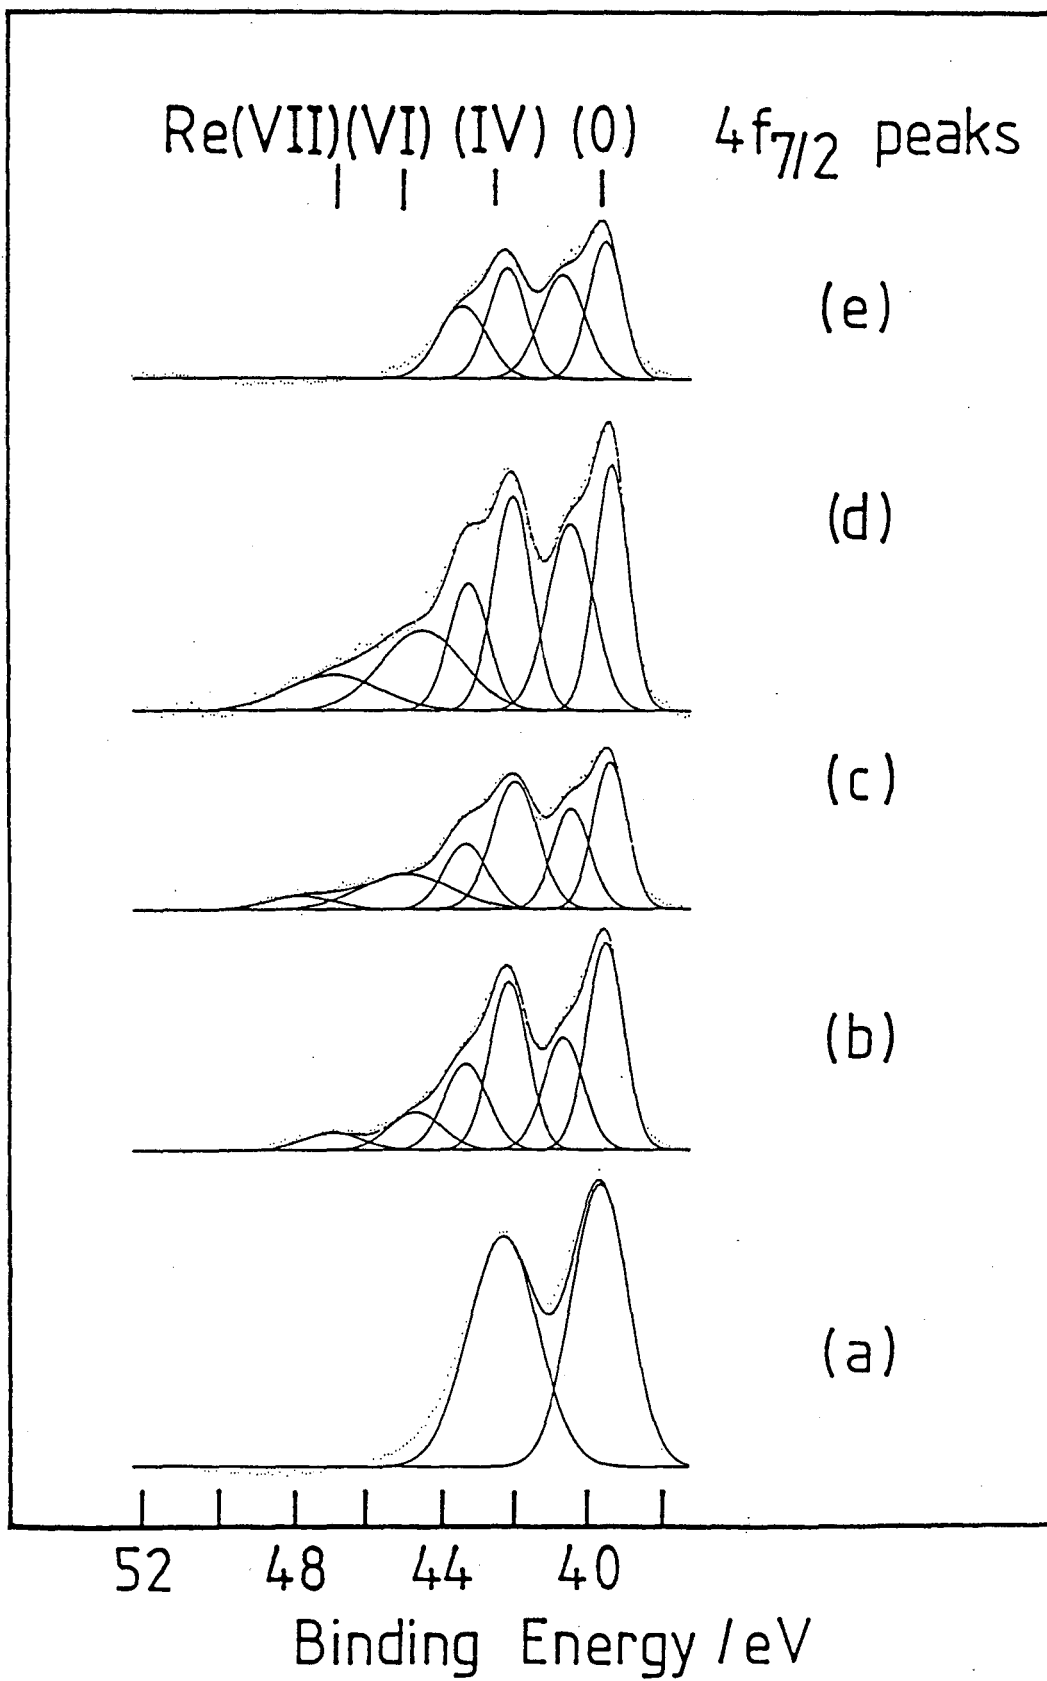 Re(VII)(VI) (IV) (0) 4f7/2 peaks
(e)
(d)
(c)
(b)
(a)
52 48 44 40
Binding Energy /eV